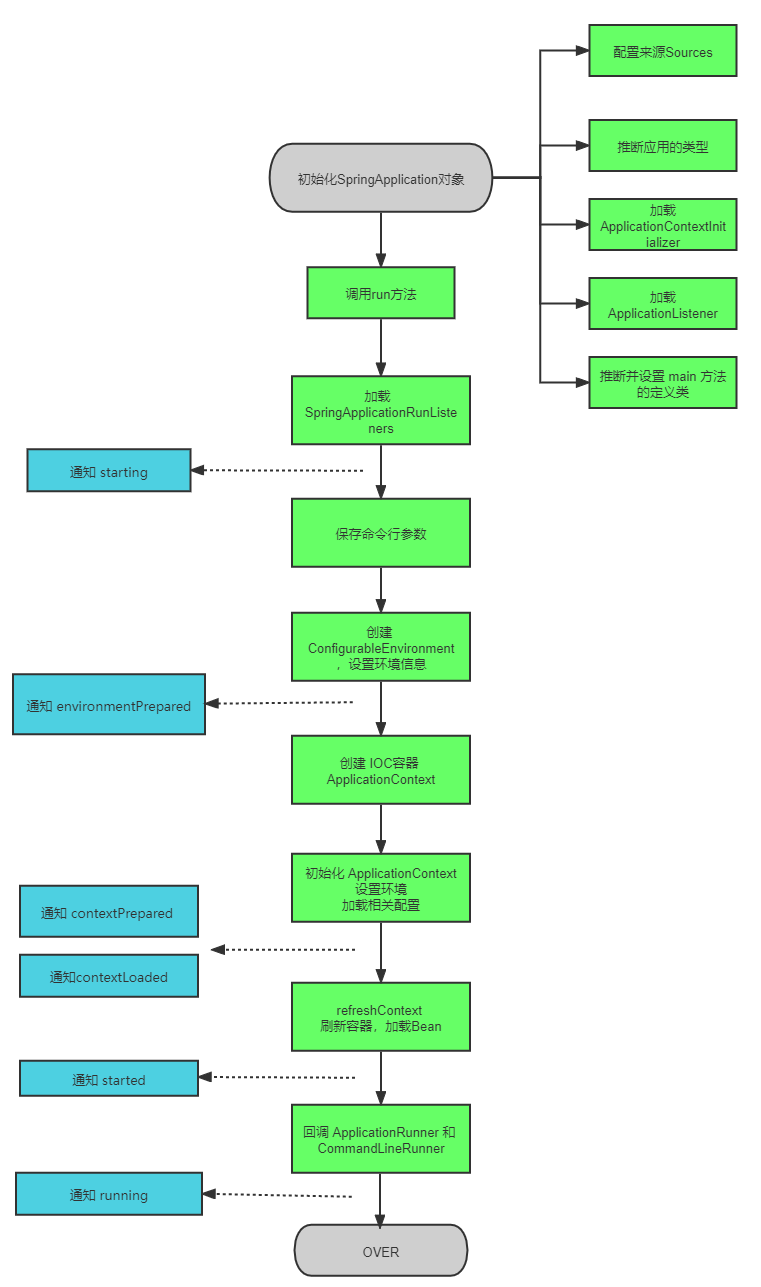 配置来源Sources
推断应用的类型
初始化SpringApplication对象
加载
ApplicationContextInit
ializer
加载
ApplicationListener
推断并设置 main 方法
的定义类
调用run方法
加载
SpringApplicationRunListe
ners
通知 starting
保存命令行参数
创建
ConfigurableEnvironment
，设置环境信息
通知 environmentPrepared
创建 IOC容器
ApplicationContext
初始化 ApplicationContext
设置环境
加载相关配置
通知 contextPrepared
通知contextLoaded
refreshContext
刷新容器，加载Bean
通知 started
回调 ApplicationRunner 和
CommandLineRunner
通知 running
OVER